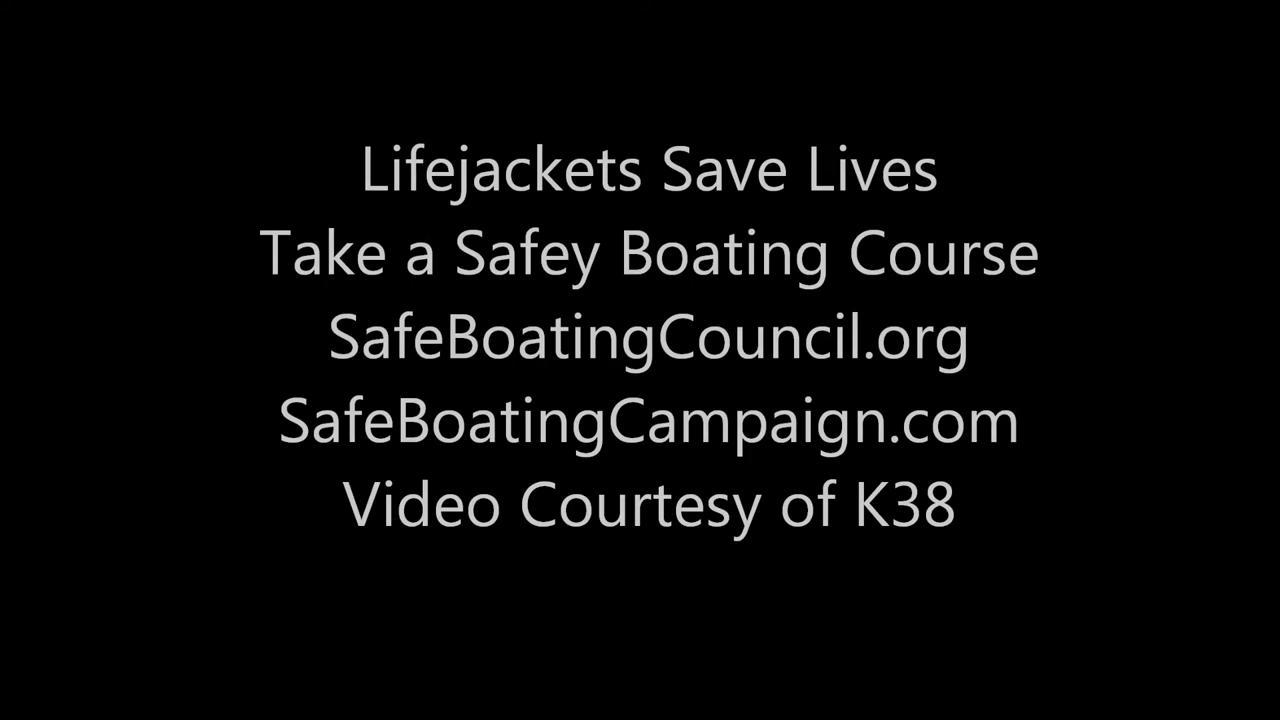 Lifejackets Save Lives
Take a Safey Boating Course
SafeBoatingCouncil.org
SafeBoatingCampaign.com
Video Courtesy of K38